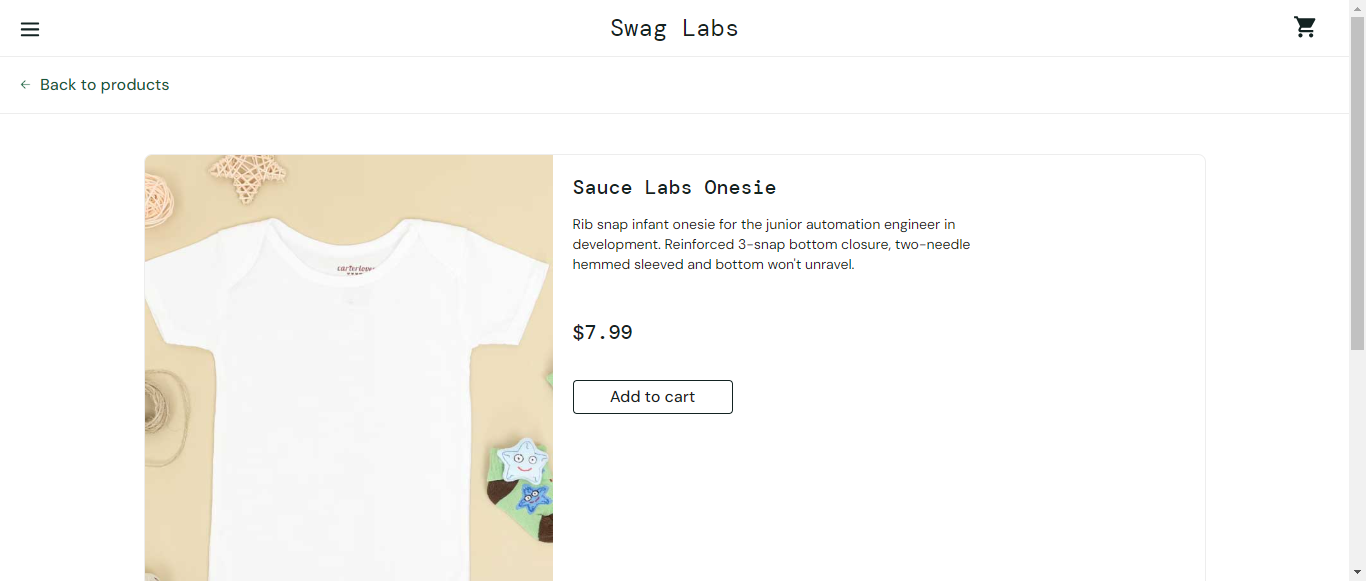 Swag Labs
Back to products
Sauce Labs Onesie
Rib snap infant onesie for the junior automation engineer in
development. Reinforced 3-snap bottom closure, two-needle
hemmed sleeved and bottom won't unravel.
$7.99
Add to cart